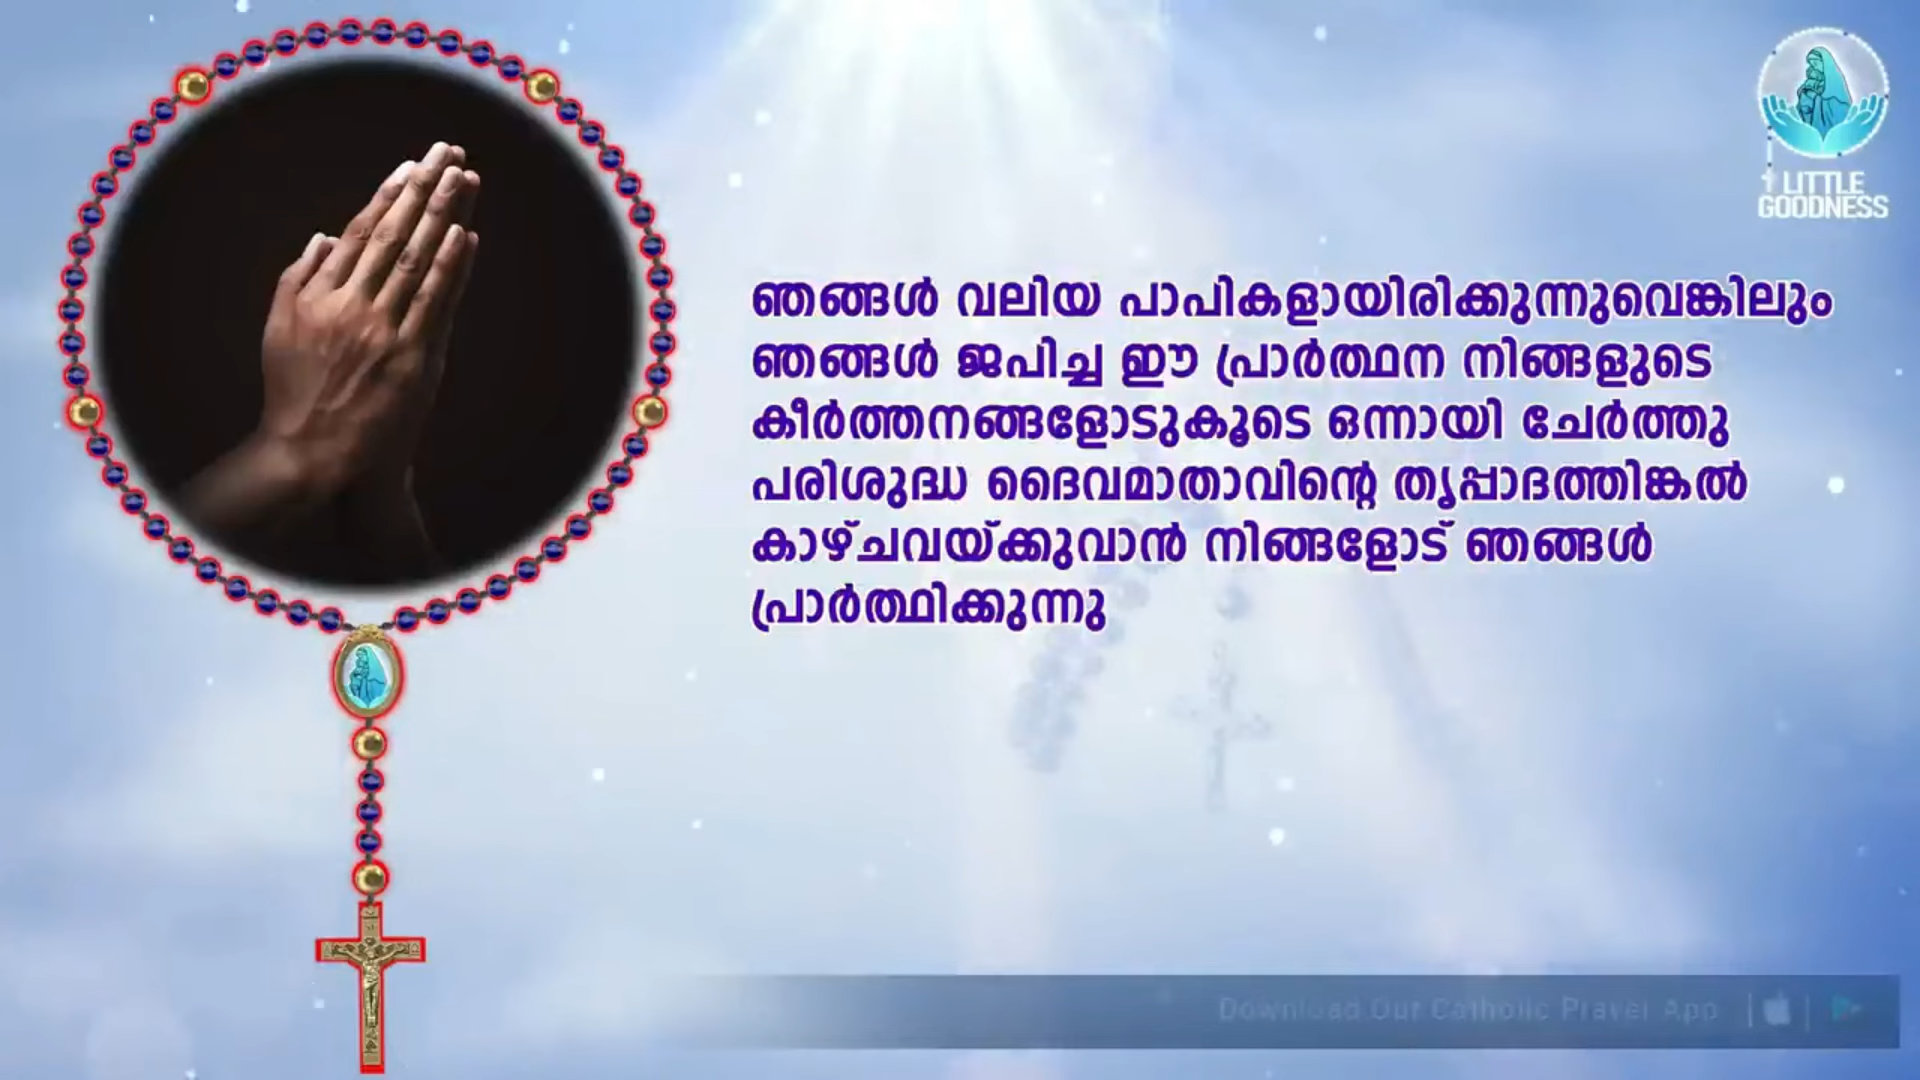 LITTLE
GOODNESS
ഞങ്ങൾ വലിയ പാപികളായിരിക്കുന്നുവെങ്കിലും
ഞങ്ങൾ ജപിച്ച ഈ പ്രാർത്ഥന നിങ്ങളുടെ
കീർത്തനങ്ങളോടുകൂടെ ഒന്നായി ചേർത്തു
പരിശുദ്ധ ദൈവമാതാവിന്റെ തൃപ്പാദത്തിങ്കൽ
കാഴ്ചവയ്ക്കുവാൻ നിങ്ങളോട് ഞങ്ങൾ
പ്രാർത്ഥിക്കുന്നു
Download Our Catholic Prayer App